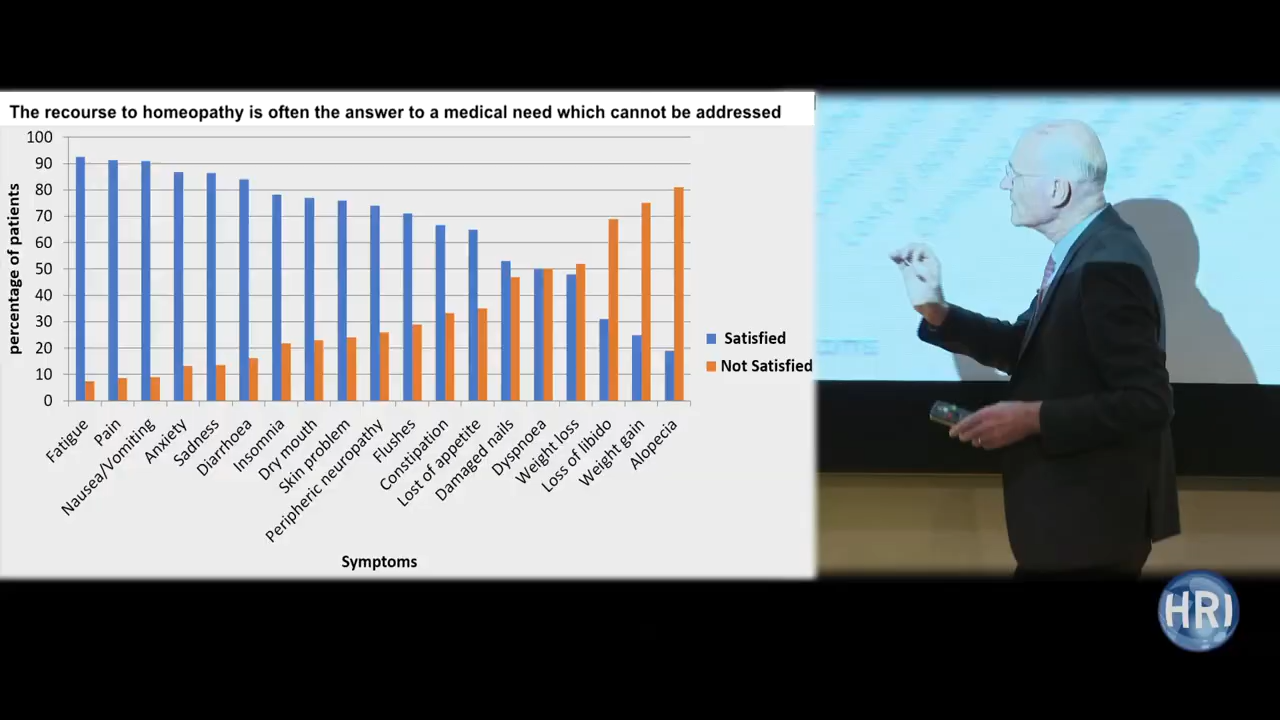 The recourse to homeopathy is often the answer to a medical need which cannot be addressed
percentage of patients
100
90
80
70
60
50
40
30
20
10
0
Satisfied
Not Satisfied
Fatigue
Pain
Nausea/Vomiting
Anxiety
Sadness
Diarrhoea
Insomnia
Dry mouth
Skin problem
Peripheric neuropathy
Flushes
Constipation
Lost of appetite
Damaged nails
Dyspnoea
Weight loss
Loss of libido
Weight gain
Alopecia
Symptoms
HRI